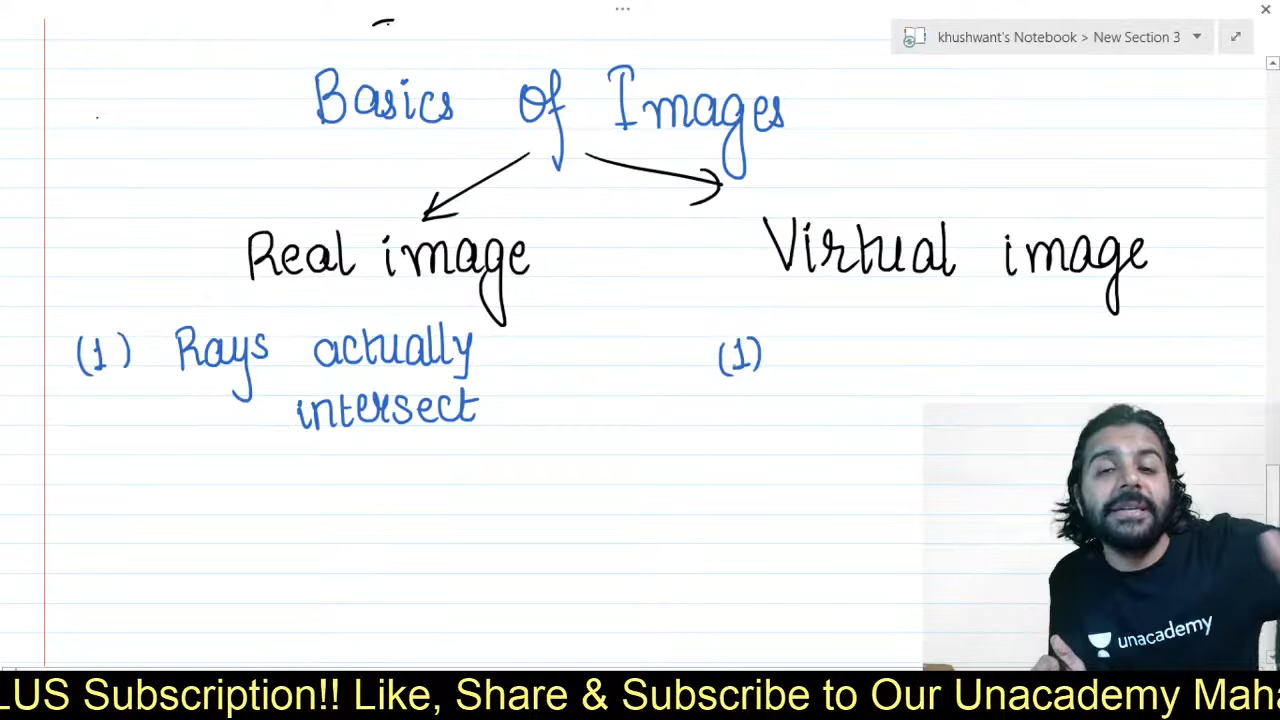 khushwant's Notebook > New Section 3
Basics of Images
Real image
Virtual image
(1) Rays actually
intersect
(1)
unacademy
LUS Subscription!! Like, Share & Subscribe to Our Unacademy Mah